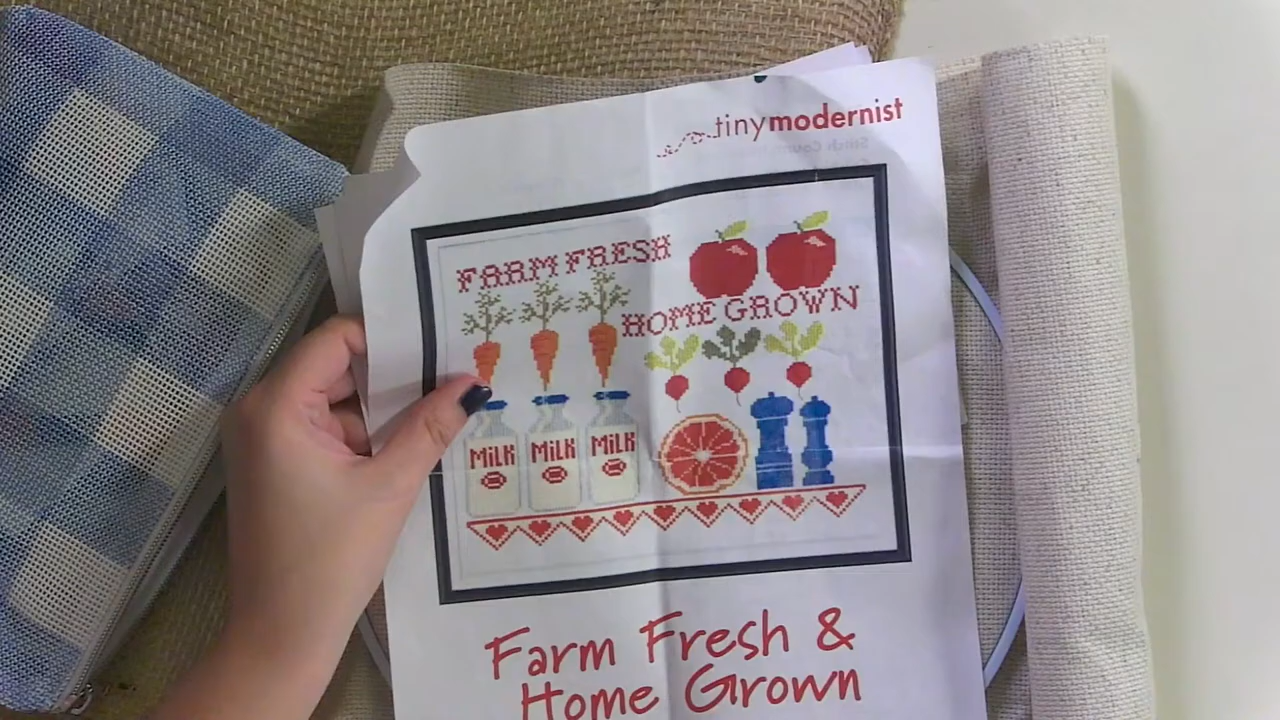 tinymodernist
FARM FRESH
HOME GROWN
MiLK MiLK MiLK
Farm Fresh &
Home Grown